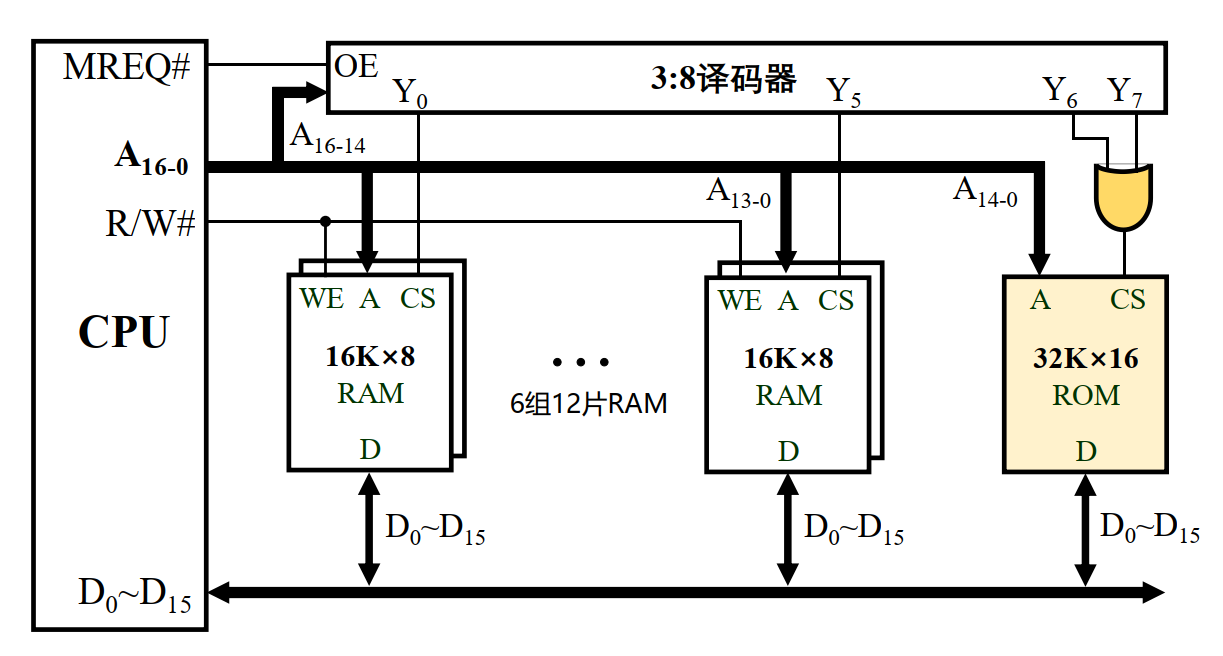 MREQ#
OE
3:8译码器
Y0
Y5
Y6
Y7
A16-14
A16-0
A13-0
A14-0
R/W#
WE A CS
WE A CS
A CS
CPU
16K×8
RAM
16K×8
RAM
32K×16
ROM
• • •
6组12片RAM
D
D
D
D0~D15
D0~D15
D0~D15
D0~D15